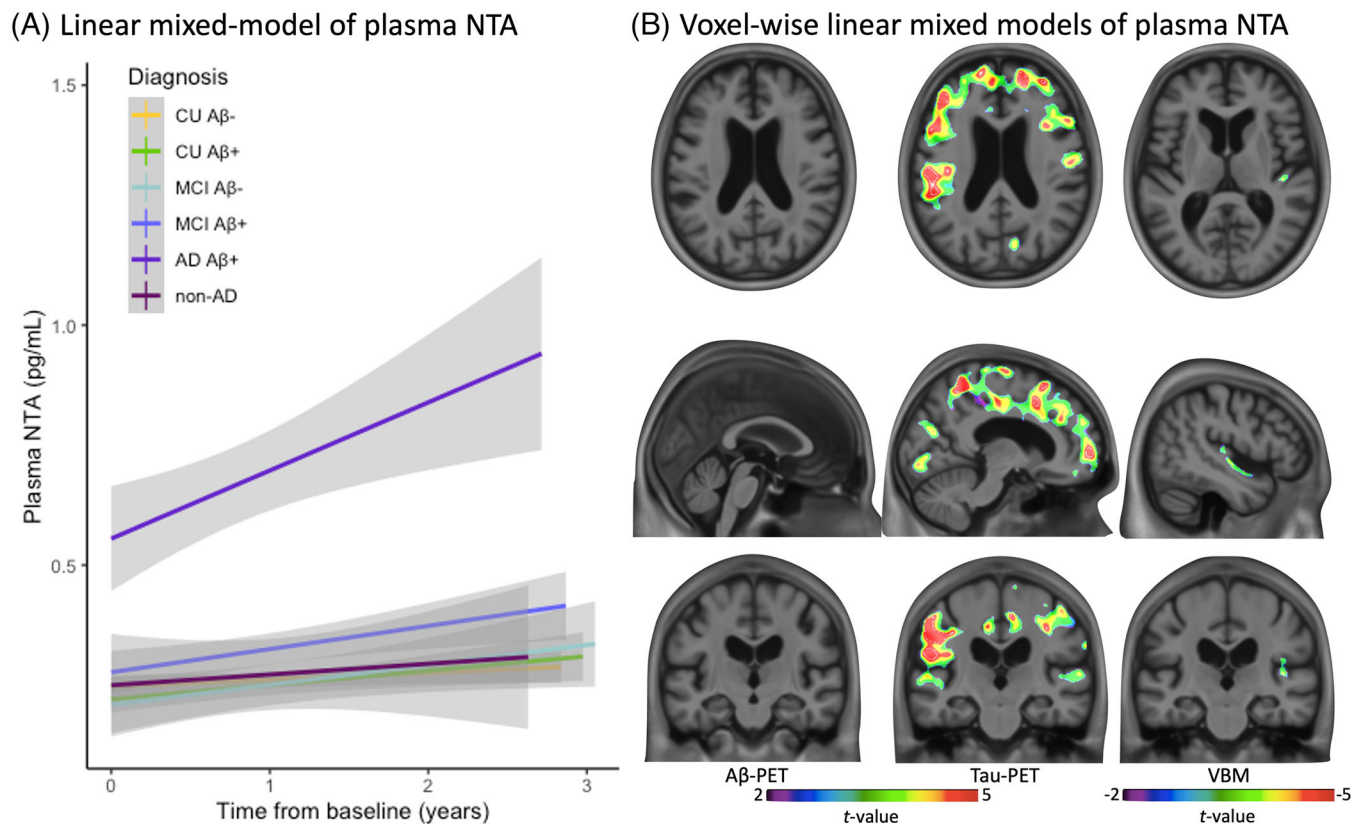 (A) Linear mixed-model of plasma NTA
Diagnosis
CU Aβ-
CU Aβ+
MCI Aβ-
MCI Aβ+
AD Aβ+
non-AD
Plasma NTA (pg/mL)
1.5
1.0
0.5
0 1 2 3
Time from baseline (years)
(B) Voxel-wise linear mixed models of plasma NTA
Aβ-PET Tau-PET VBM
2 5 -2 -5
t-value t-value